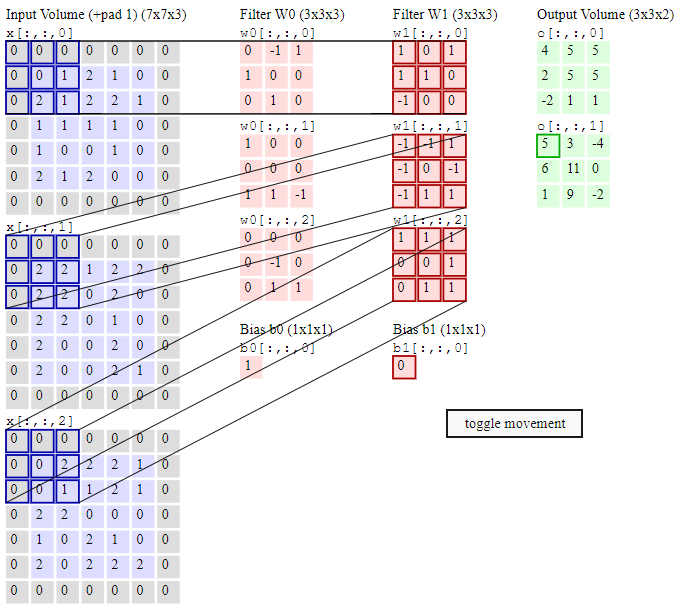 Input Volume (+pad 1) (7x7x3)
x[:,:,0]
0 0 0 0 0 0 0
0 0 1 2 1 0 0
0 2 1 2 2 1 0
0 1 1 1 1 0 0
0 1 0 0 1 0 0
0 2 1 2 0 0 0
0 0 0 0 0 0 0
x[:,:,1]
0 0 0 0 0 0 0
0 2 2 1 2 2 0
0 2 2 0 2 0 0
0 2 2 0 1 0 0
0 2 0 0 2 0 0
0 2 0 0 2 1 0
0 0 0 0 0 0 0
x[:,:,2]
0 0 0 0 0 0 0
0 0 2 2 2 1 0
0 0 1 1 2 1 0
0 2 2 0 0 0 0
0 1 0 2 1 0 0
0 2 0 2 2 2 0
0 0 0 0 0 0 0
Filter W0 (3x3x3)
w0[:,:,0]
0 -1 1
1 0 0
0 1 0
w0[:,:,1]
1 0 0
0 0 0
1 1 -1
w0[:,:,2]
0 0 0
0 -1 0
0 1 1
Bias b0 (1x1x1)
b0[:,:,0]
1
Filter W1 (3x3x3)
w1[:,:,0]
1 0 1
1 1 0
-1 0 0
w1[:,:,1]
-1 -1 1
-1 0 -1
-1 1 1
w1[:,:,2]
1 1 1
0 0 1
0 1 1
Bias b1 (1x1x1)
b1[:,:,0]
0
Output Volume (3x3x2)
o[:,:,0]
4 5 5
2 5 5
-2 1 1
o[:,:,1]
5 3 -4
6 11 0
1 9 -2
toggle movement